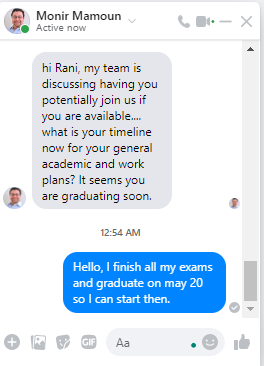 Monir Mamoun
Active now
hi Rani, my team is
discussing having you
potentially join us if
you are available....
what is your timeline
now for your general
academic and work
plans? It seems you
are graduating soon.
12:54 AM
Hello, I finish all my exams
and graduate on may 20
so I can start then.
GIF
Aa